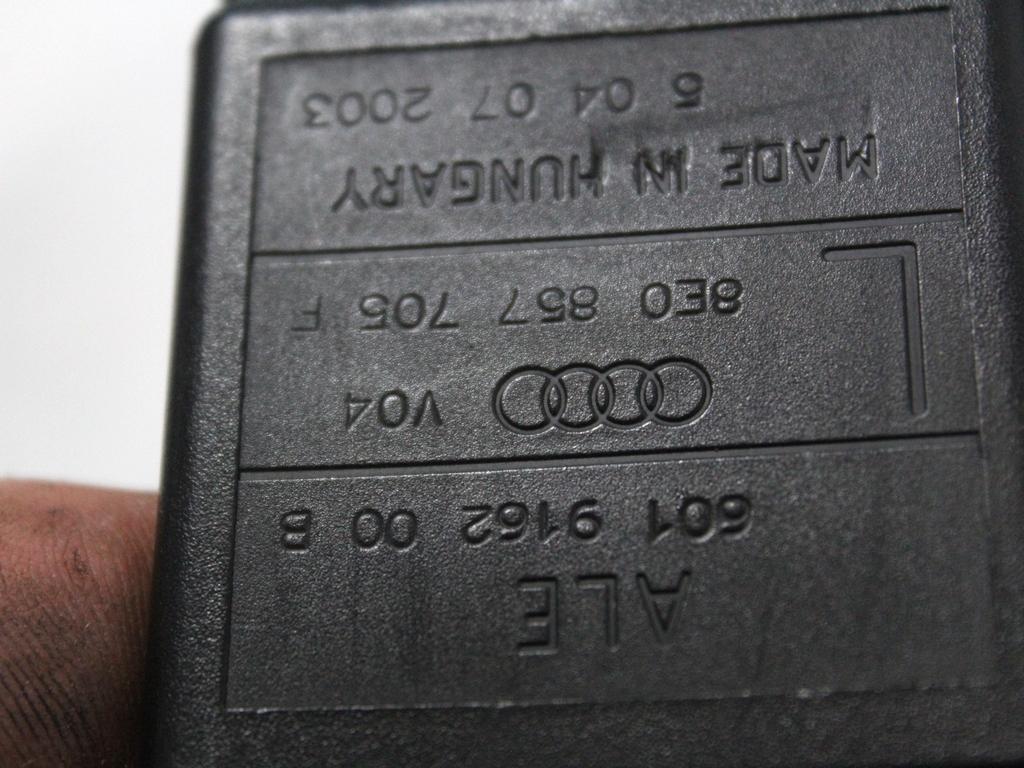 ALE
601 9162 00 B
V04
8E0 857 705 F
L
MADE IN HUNGARY
5 04 07 2003